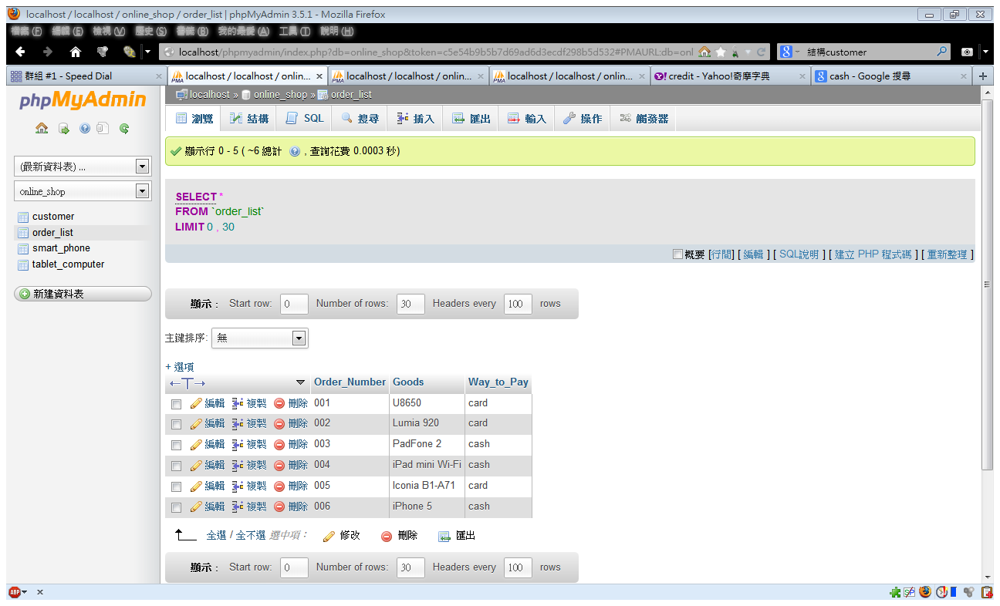 localhost / localhost / online_shop / order_list | phpMyAdmin 3.5.1 - Mozilla Firefox
檔案 (F) 編輯 (E) 檢視 (V) 歷史 (S) 書籤 (B) 我的最愛 (A) 工具 (T) 說明 (H)
localhost/phpmyadmin/index.php?db=online_shop&token=c5e54b9b5b7d69ad6d3ecdf298b5d532#PMAURL:db=onl 8 結構customer
群組 #1 - Speed Dial × localhost / localhost / onlin... × localhost / localhost / onlin... × localhost / localhost / onlin... × Y! credit - Yahoo!奇摩字典 × 8 cash - Google 搜尋 × +
phpMyAdmin
localhost » online_shop » order_list
瀏覽 結構 SQL 搜尋 插入 匯出 輸入 操作 觸發器
顯示行 0 - 5 ( ~6 總計 , 查詢花費 0.0003 秒)
(最新資料表) ...
online_shop
customer
order_list
smart_phone
tablet_computer
新建資料表
SELECT *
FROM `order_list`
LIMIT 0 , 30
概要 [行間] [ 編輯 ] [ SQL說明 ] [ 建立 PHP 程式碼 ] [ 重新整理 ]
顯示 : Start row: 0 Number of rows: 30 Headers every 100 rows
主鍵排序: 無
+ 選項
←T→ Order_Number Goods Way_to_Pay
編輯 複製 刪除 001 U8650 card
編輯 複製 刪除 002 Lumia 920 card
編輯 複製 刪除 003 PadFone 2 cash
編輯 複製 刪除 004 iPad mini Wi-Fi cash
編輯 複製 刪除 005 Iconia B1-A71 card
編輯 複製 刪除 006 iPhone 5 cash
全選 / 全不選 選中項： 修改 刪除 匯出
顯示 : Start row: 0 Number of rows: 30 Headers every 100 rows
ABP ×